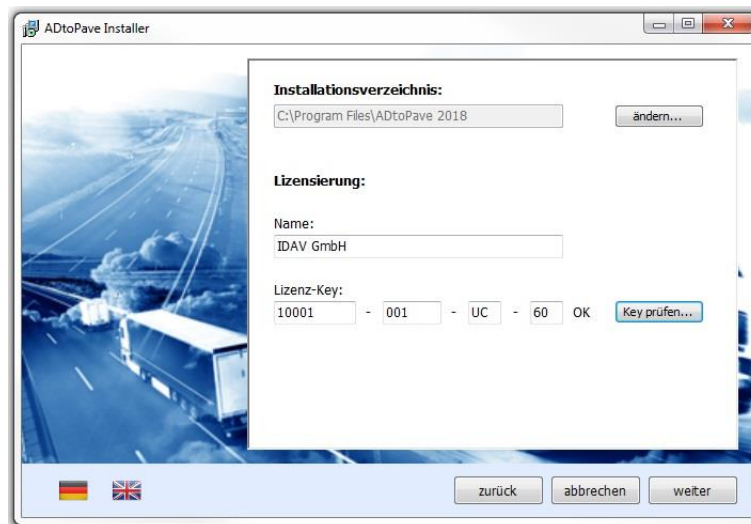 ADtoPave Installer
Installationsverzeichnis:
C:\Program Files\ADtoPave 2018 ändern...
Lizensierung:
Name:
IDAV GmbH
Lizenz-Key:
10001 - 001 - UC - 60 OK Key prüfen...
zurück abbrechen weiter